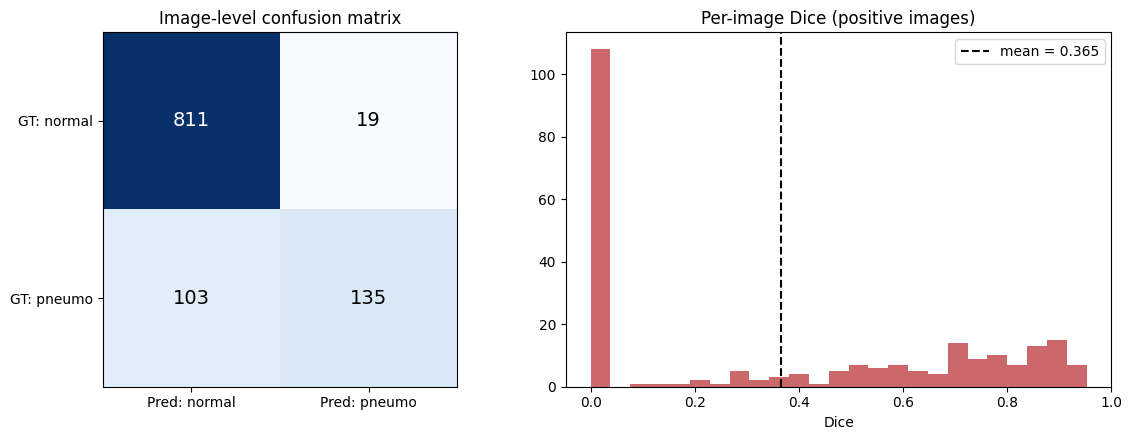 Image-level confusion matrix
GT: normal
811
19
GT: pneumo
103
135
Pred: normal
Pred: pneumo
Per-image Dice (positive images)
mean = 0.365
100
80
60
40
20
0
0.0
0.2
0.4
0.6
0.8
1.0
Dice